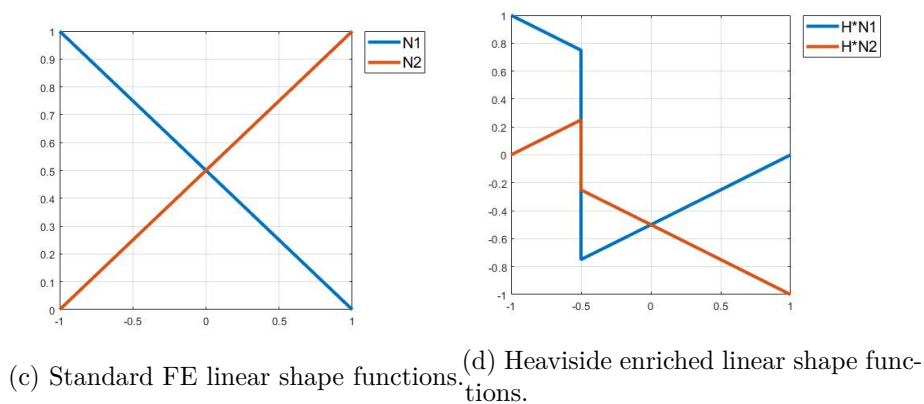 N1
N2
1
0.9
0.8
0.7
0.6
0.5
0.4
0.3
0.2
0.1
0
-1 -0.5 0 0.5 1
(c) Standard FE linear shape functions.
H*N1
H*N2
1
0.8
0.6
0.4
0.2
0
-0.2
-0.4
-0.6
-0.8
-1
-1 -0.5 0 0.5 1
(d) Heaviside enriched linear shape func-
tions.